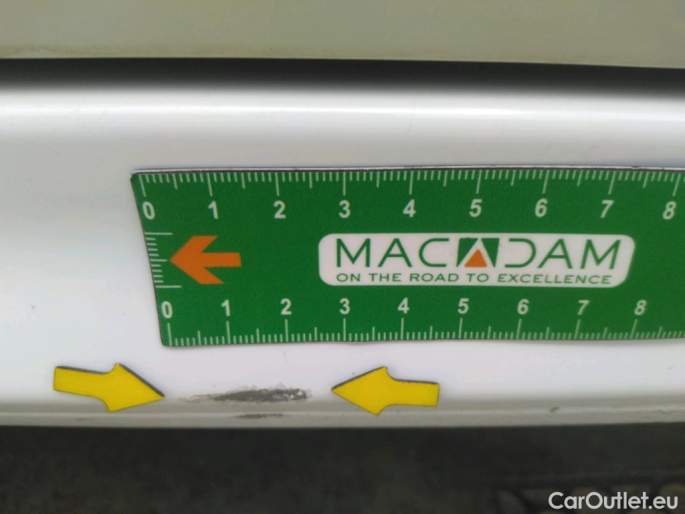 0 1 2 3 4 5 6 7 8
MACADAM
ON THE ROAD TO EXCELLENCE
0 1 2 3 4 5 6 7 8
CarOutlet.eu